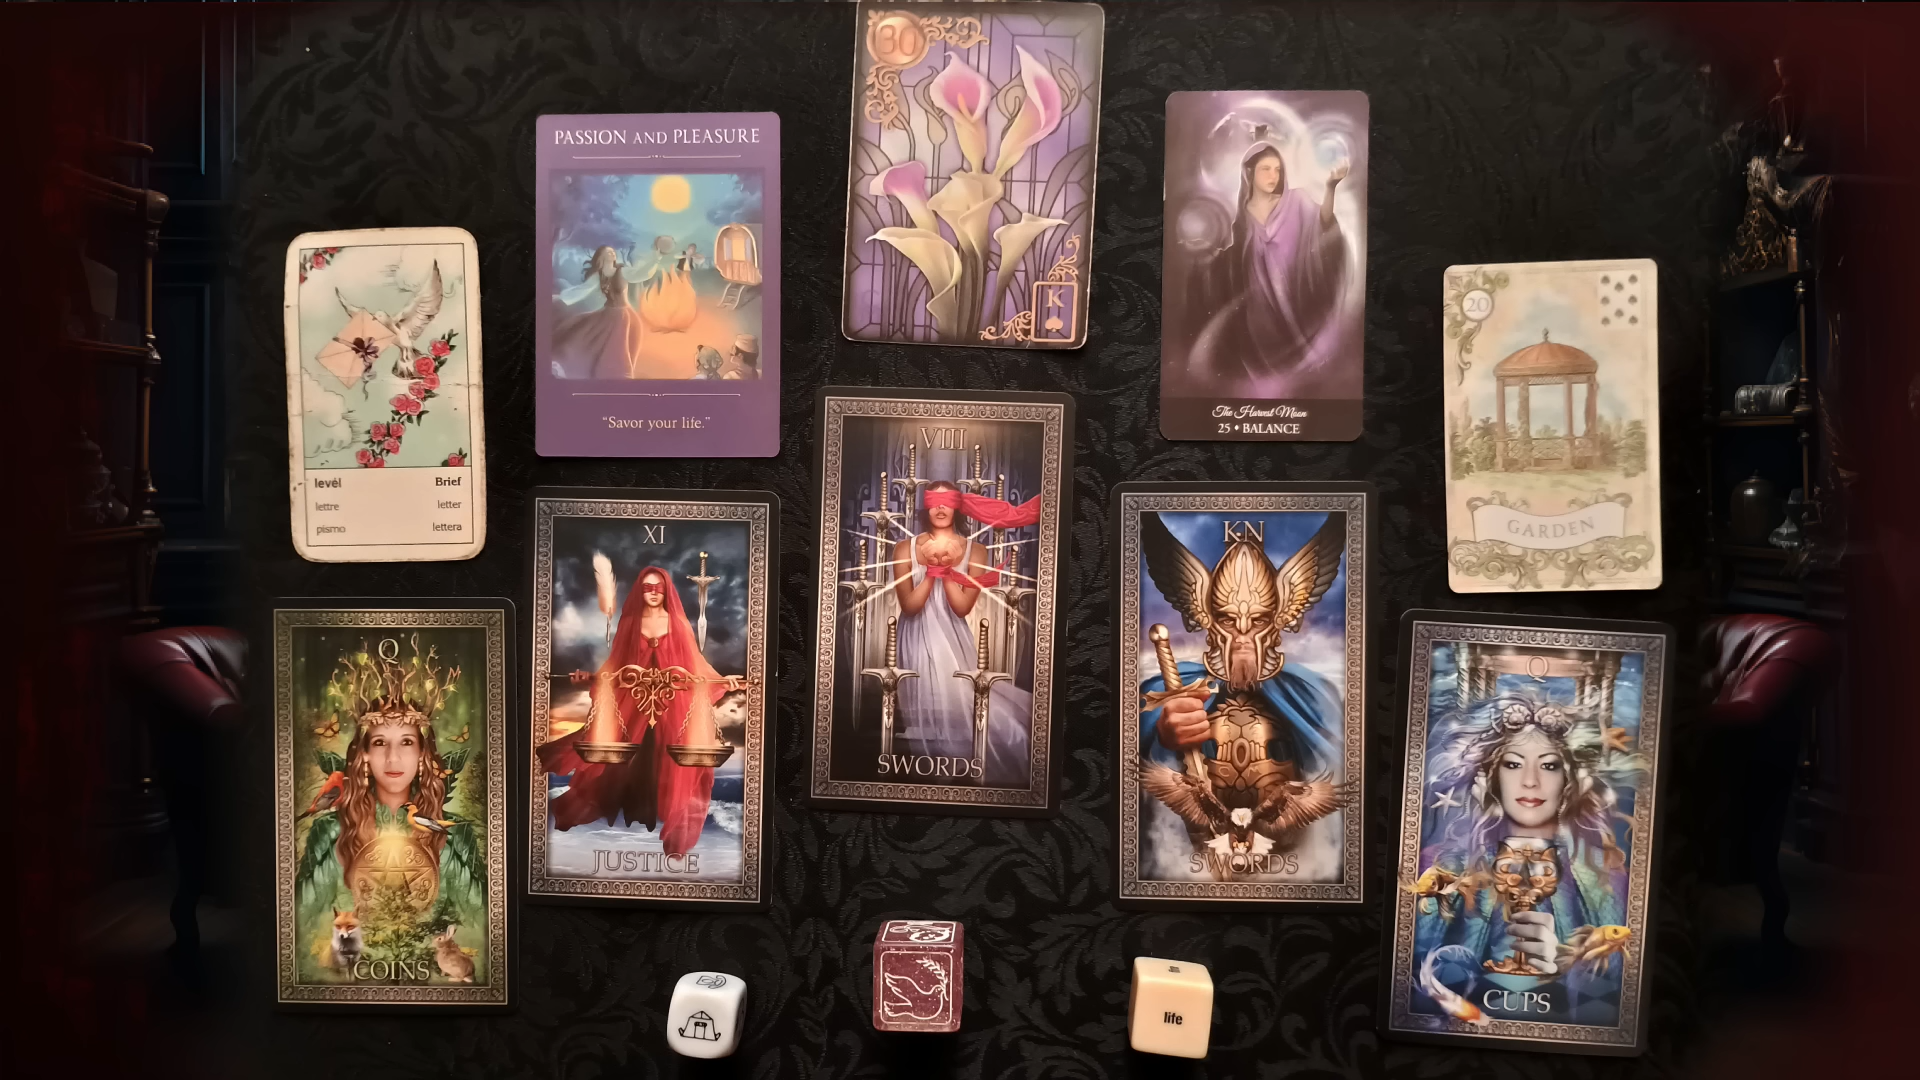 30
K
PASSION AND PLEASURE
"Savor your life."
The Harvest Moon
25 • BALANCE
levél Brief
lettre letter
pismo lettera
20
GARDEN
Q
COINS
XI
JUSTICE
VIII
SWORDS
KN
SWORDS
Q
CUPS
life